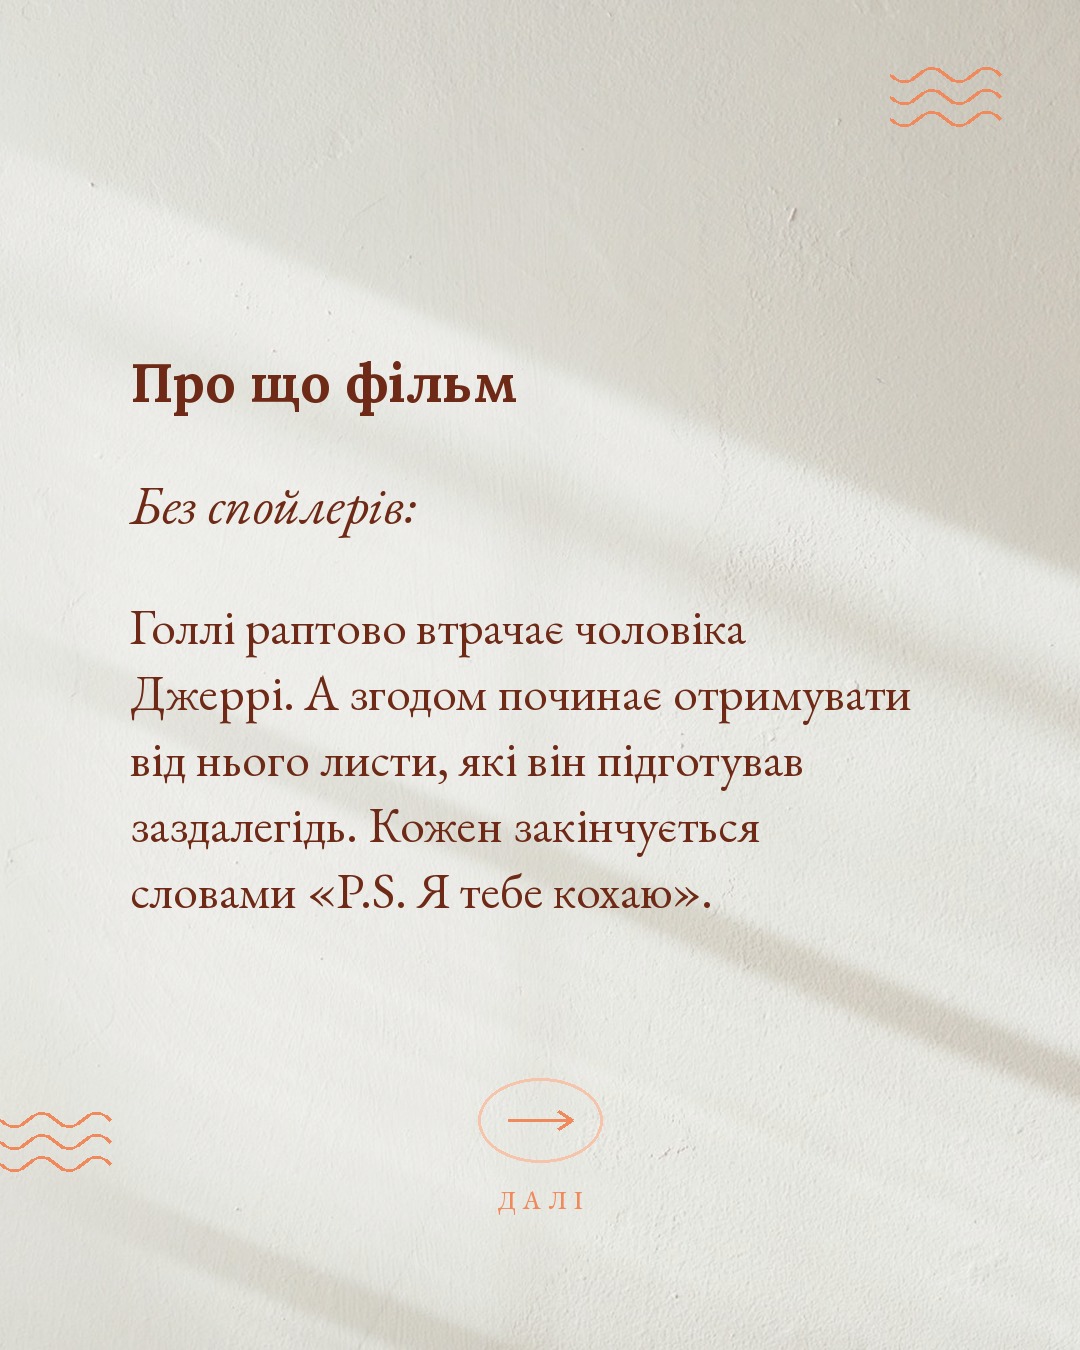 Про що фільм
Без спойлерів:
Голлі раптово втрачає чоловіка
Джеррі. А згодом починає отримувати
від нього листи, які він підготував
заздалегідь. Кожен закінчується
словами «P.S. Я тебе кохаю».
ДАЛІ